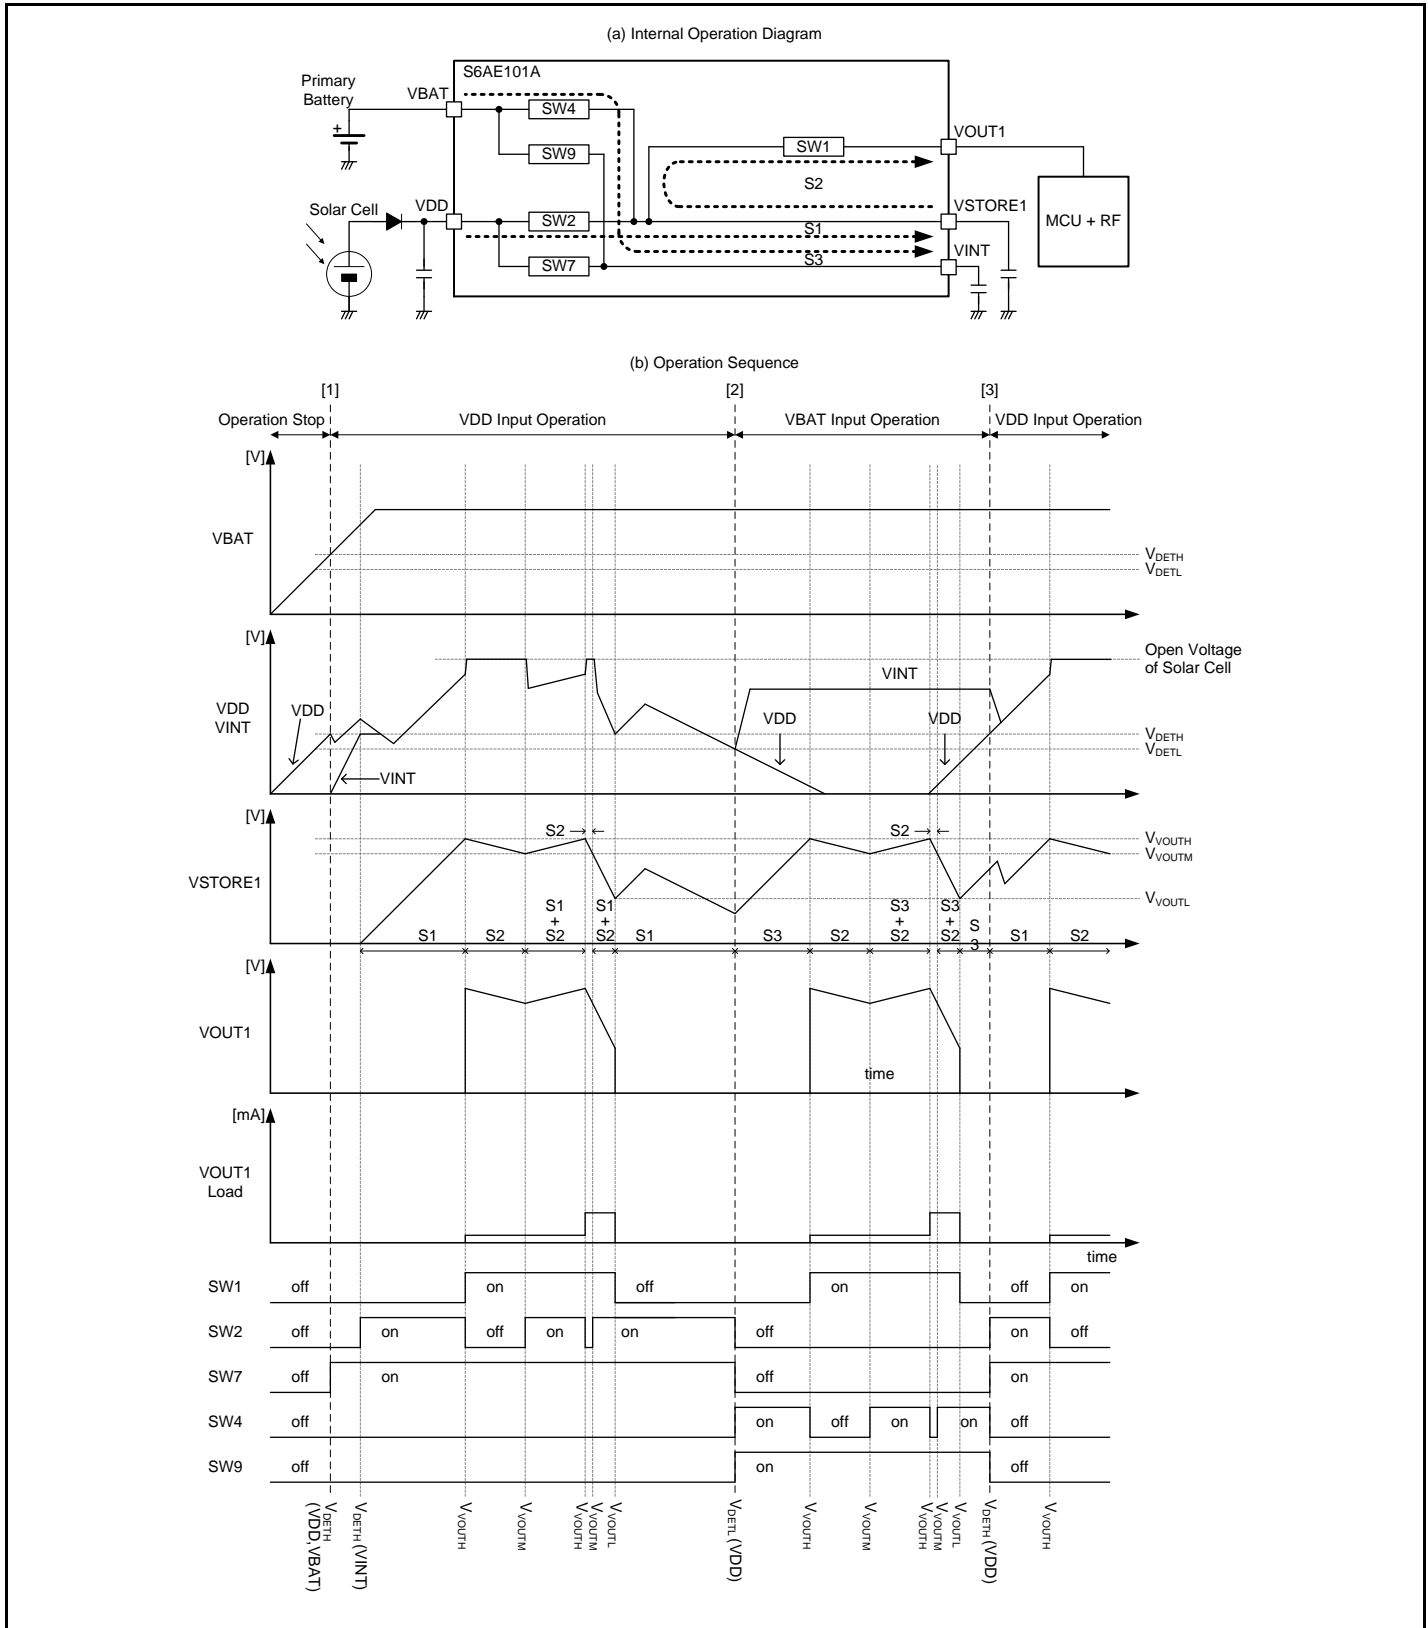 (a) Internal Operation Diagram
S6AE101A
Primary
Battery
VBAT
+
SW4
SW9
VOUT1
SW1
S2
Solar Cell
VDD
SW2
VSTORE1
S1
MCU + RF
VINT
SW7
S3
(b) Operation Sequence
[1]
[2]
[3]
Operation Stop
VDD Input Operation
VBAT Input Operation
VDD Input Operation
[V]
VBAT
VDETH
VDETL
[V]
Open Voltage
of Solar Cell
VINT
VDD
VINT
VDD
VDD
VDD
VDETH
VDETL
VINT
[V]
S2
S2
VVOUTH
VVOUTM
VSTORE1
VVOUTL
S1
S2
S1
+
S2
S1
+
S2
S1
S3
S2
S3
+
S2
S3
+
S2
S
3
S1
S2
[V]
VOUT1
time
[mA]
VOUT1
Load
time
SW1
off
on
off
on
off
on
SW2
off
on
off
on
on
off
on
off
SW7
off
on
off
on
SW4
off
on
off
on
on
off
SW9
off
on
off
VDETH
(VDD,VBAT)
VDETH (VINT)
VVOUTH
VVOUTM
VVOUTH
VVOUTM
VVOUTL
VDETL (VDD)
VVOUTH
VVOUTM
VVOUTH
VVOUTM
VVOUTL
VDETH (VDD)
VVOUTH